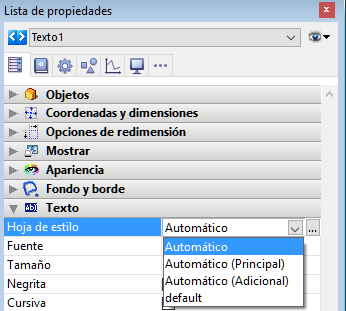 Lista de propiedades
Texto1
Objetos
Coordenadas y dimensiones
Opciones de redimensión
Mostrar
Apariencia
Fondo y borde
Texto
Hoja de estilo
Automático
...
Fuente
Automático
Tamaño
Automático (Principal)
Negrita
Automático (Adicional)
Cursiva
default